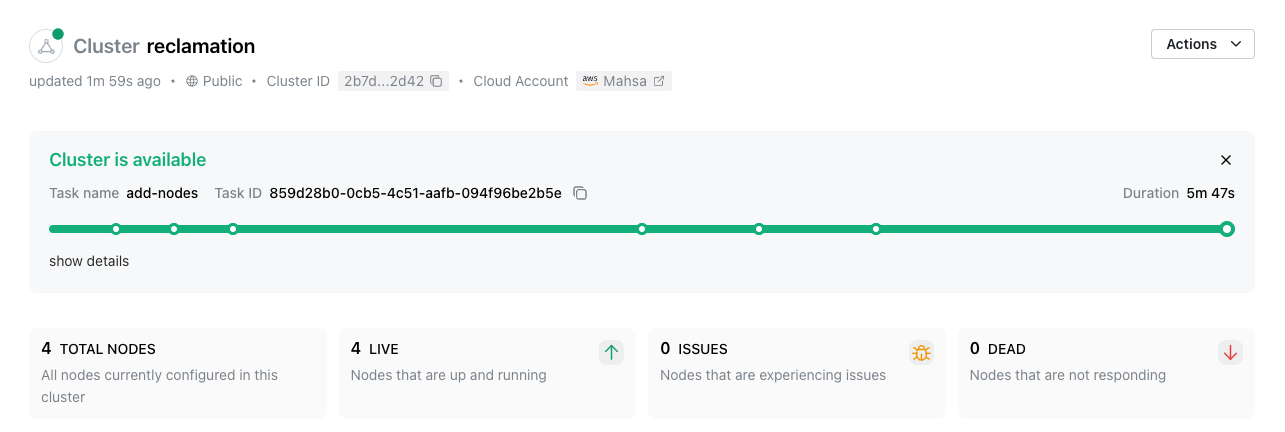 Cluster reclamation
Actions
updated 1m 59s ago • Public • Cluster ID 2b7d...2d42 • Cloud Account aws Mahsa
Cluster is available
Task name add-nodes Task ID 859d28b0-0cb5-4c51-aafb-094f96be2b5e Duration 5m 47s
show details
4 TOTAL NODES
All nodes currently configured in this
cluster
4 LIVE
Nodes that are up and running
0 ISSUES
Nodes that are experiencing issues
0 DEAD
Nodes that are not responding